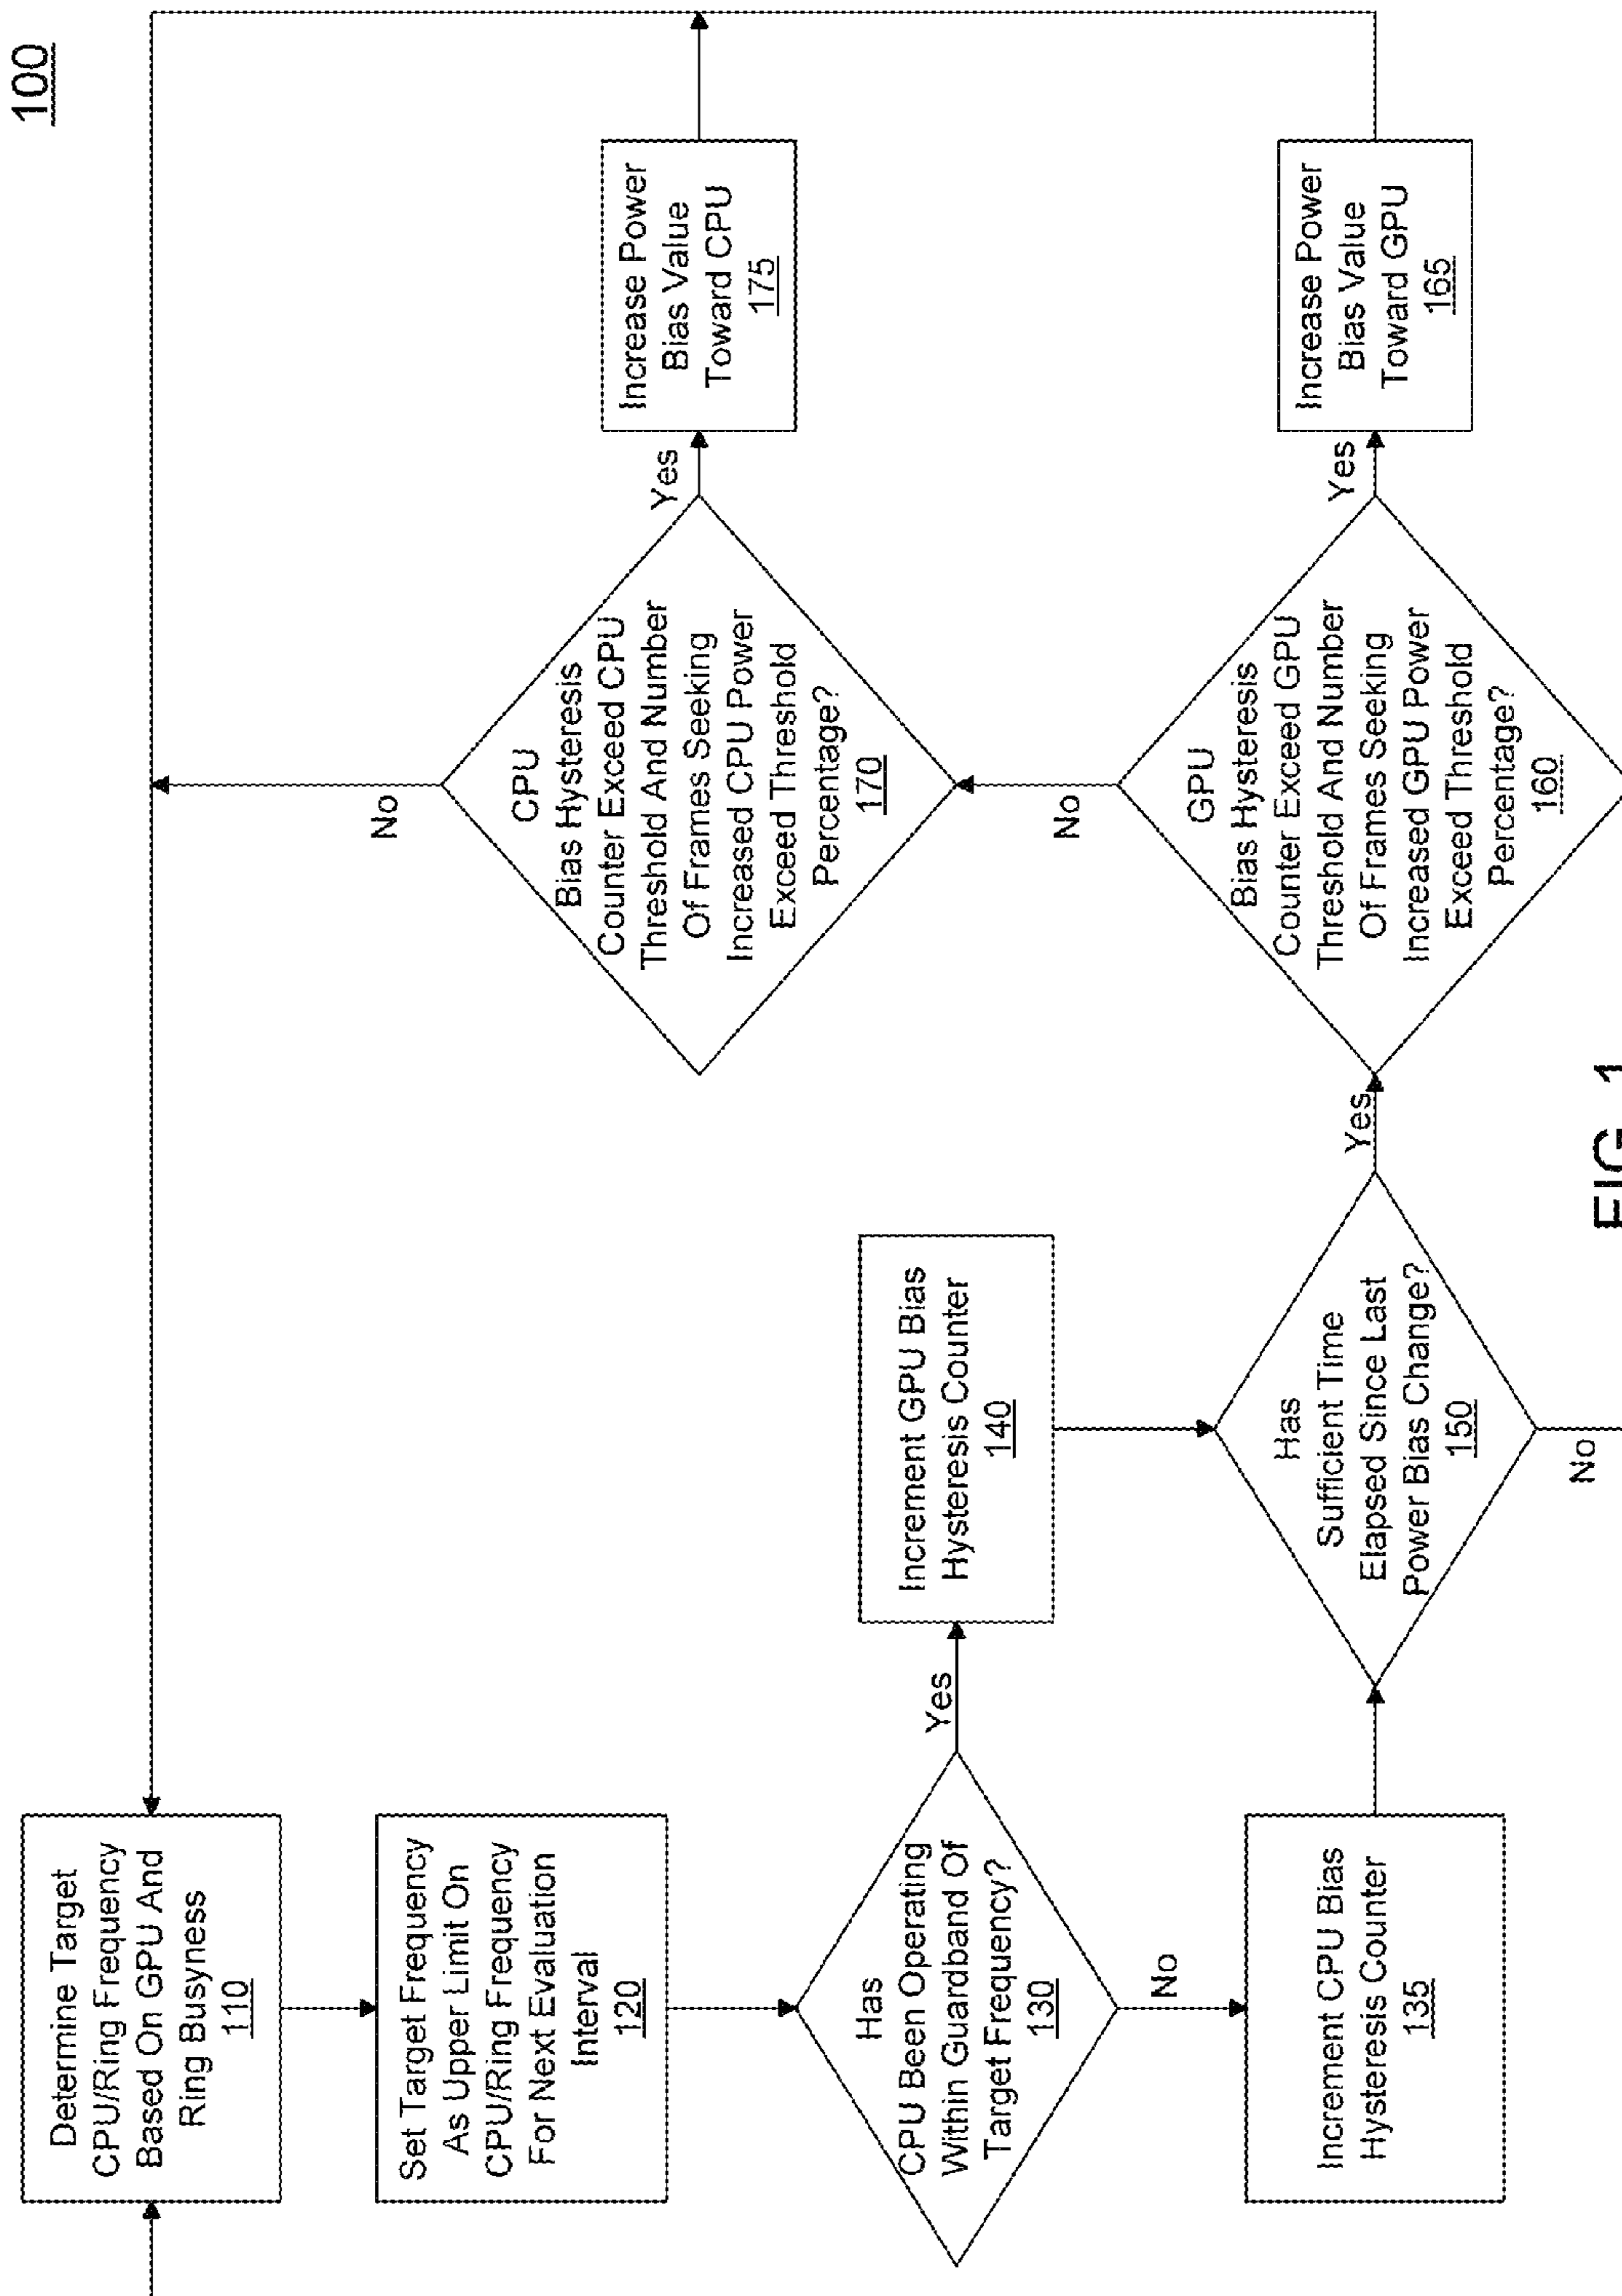 100
Determine Target
CPU/Ring Frequency
Based On GPU And
Ring Busyness
110
Set Target Frequency
As Upper Limit On
CPU/Ring Frequency
For Next Evaluation
Interval
120
Has
CPU Been Operating
Within Guardband Of
Target Frequency?
130
Yes
No
Increment GPU Bias
Hysteresis Counter
140
Increment CPU Bias
Hysteresis Counter
135
Has
Sufficient Time
Elapsed Since Last
Power Bias Change?
150
Yes
No
GPU
Bias Hysteresis
Counter Exceed GPU
Threshold And Number
Of Frames Seeking
Increased GPU Power
Exceed Threshold
Percentage?
160
Yes
No
Increase Power
Bias Value
Toward GPU
165
CPU
Bias Hysteresis
Counter Exceed CPU
Threshold And Number
Of Frames Seeking
Increased CPU Power
Exceed Threshold
Percentage?
170
Yes
No
Increase Power
Bias Value
Toward CPU
175
FIG. 1